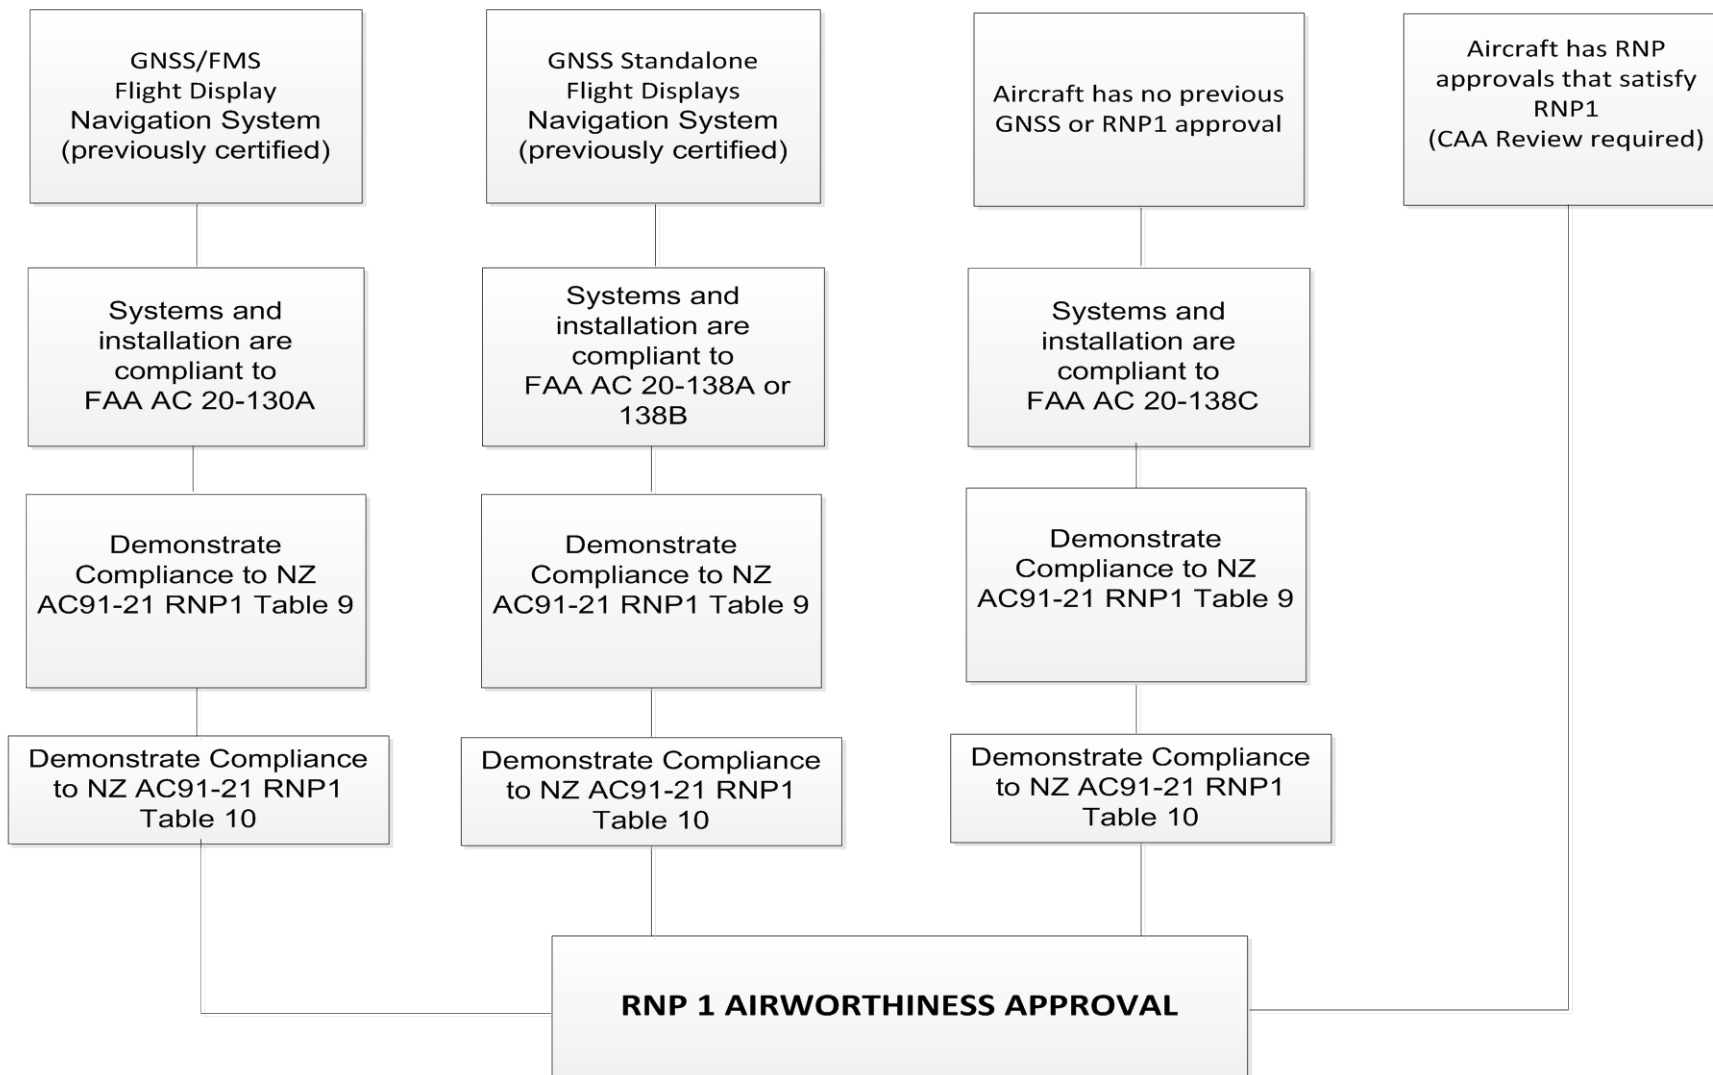 GNSS/FMS
Flight Display
Navigation System
(previously certified)
Systems and
installation are
compliant to
FAA AC 20-130A
Demonstrate
Compliance to NZ
AC91-21 RNP1 Table 9
Demonstrate Compliance
to NZ AC91-21 RNP1
Table 10
GNSS Standalone
Flight Displays
Navigation System
(previously certified)
Systems and
installation are
compliant to
FAA AC 20-138A or
138B
Demonstrate
Compliance to NZ
AC91-21 RNP1 Table 9
Demonstrate Compliance
to NZ AC91-21 RNP1
Table 10
Aircraft has no previous
GNSS or RNP1 approval
Systems and
installation are
compliant to
FAA AC 20-138C
Demonstrate
Compliance to NZ
AC91-21 RNP1 Table 9
Demonstrate Compliance
to NZ AC91-21 RNP1
Table 10
Aircraft has RNP
approvals that satisfy
RNP1
(CAA Review required)
RNP 1 AIRWORTHINESS APPROVAL